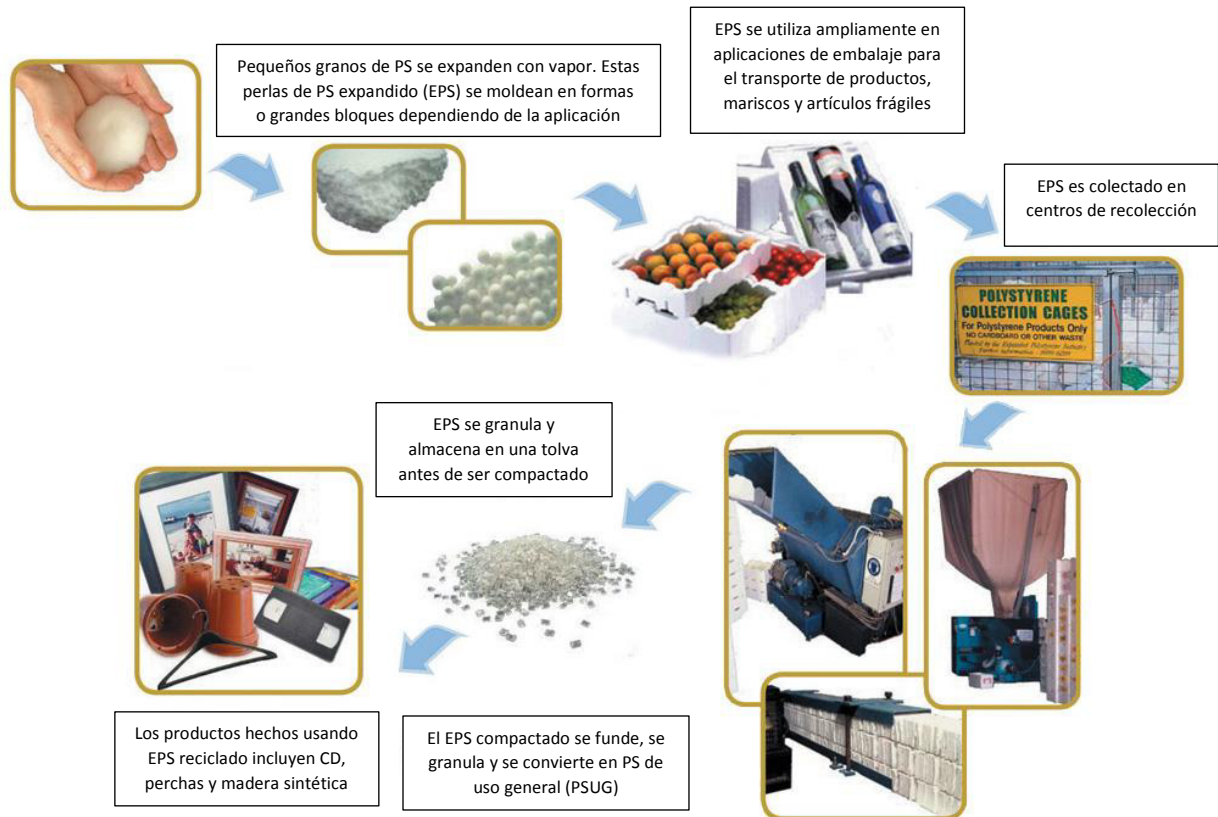 Pequeños granos de PS se expanden con vapor. Estas
perlas de PS expandido (EPS) se moldean en formas
o grandes bloques dependiendo de la aplicación
EPS se utiliza ampliamente en
aplicaciones de embalaje para
el transporte de productos,
mariscos y artículos frágiles
EPS es colectado en
centros de recolección
POLYSTYRENE
COLLECTION CAGES
For Polystyrene Products Only
NO CARDBOARD OR OTHER WASTE
EPS se granula y
almacena en una tolva
antes de ser compactado
El EPS compactado se funde, se
granula y se convierte en PS de
uso general (PSUG)
Los productos hechos usando
EPS reciclado incluyen CD,
perchas y madera sintética